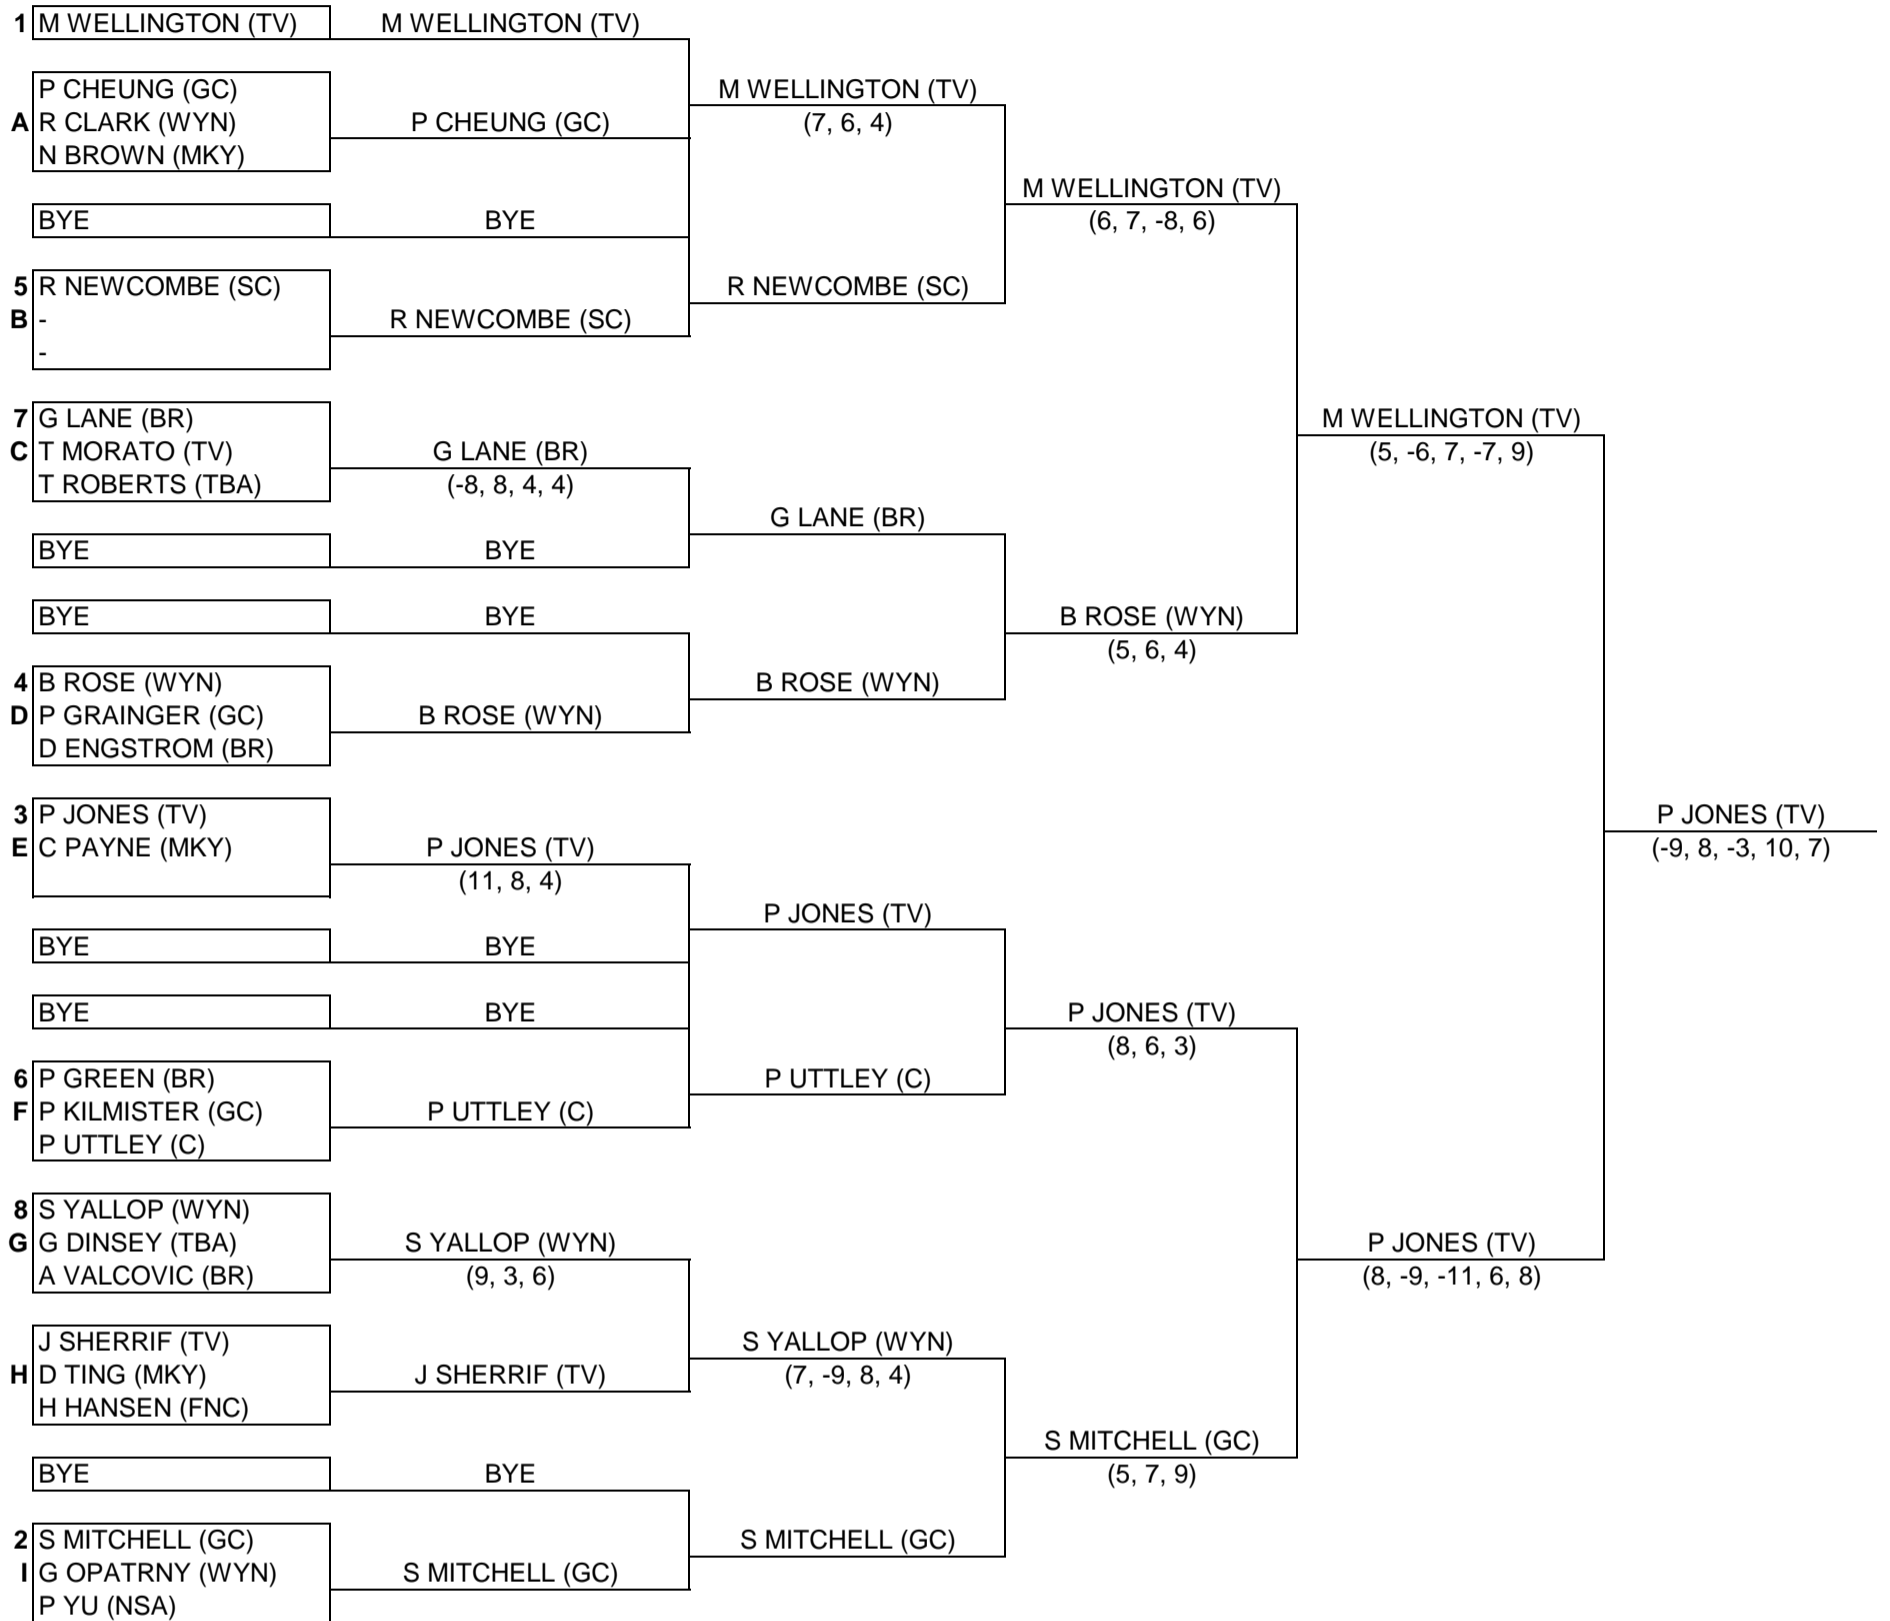 1 M WELLINGTON (TV) M WELLINGTON (TV)
P CHEUNG (GC) M WELLINGTON (TV)
A R CLARK (WYN) P CHEUNG (GC) (7, 6, 4)
N BROWN (MKY)
M WELLINGTON (TV)
BYE BYE (6, 7, -8, 6)
5 R NEWCOMBE (SC) R NEWCOMBE (SC)
B - R NEWCOMBE (SC)
-
7 G LANE (BR) M WELLINGTON (TV)
C T MORATO (TV) G LANE (BR) (5, -6, 7, -7, 9)
T ROBERTS (TBA) (-8, 8, 4, 4)
G LANE (BR)
BYE BYE
BYE BYE B ROSE (WYN)
(5, 6, 4)
4 B ROSE (WYN) B ROSE (WYN)
D P GRAINGER (GC) B ROSE (WYN)
D ENGSTROM (BR)
3 P JONES (TV) P JONES (TV)
E C PAYNE (MKY) P JONES (TV) (-9, 8, -3, 10, 7)
(11, 8, 4)
P JONES (TV)
BYE BYE
BYE BYE P JONES (TV)
(8, 6, 3)
6 P GREEN (BR) P UTTLEY (C)
F P KILMISTER (GC) P UTTLEY (C)
P UTTLEY (C)
8 S YALLOP (WYN)
G G DINSEY (TBA) S YALLOP (WYN) P JONES (TV)
A VALCOVIC (BR) (9, 3, 6) (8, -9, -11, 6, 8)
J SHERRIF (TV) S YALLOP (WYN)
H D TING (MKY) J SHERRIF (TV) (7, -9, 8, 4)
H HANSEN (FNC)
S MITCHELL (GC)
BYE BYE (5, 7, 9)
2 S MITCHELL (GC) S MITCHELL (GC)
I G OPATRNY (WYN) S MITCHELL (GC)
P YU (NSA)